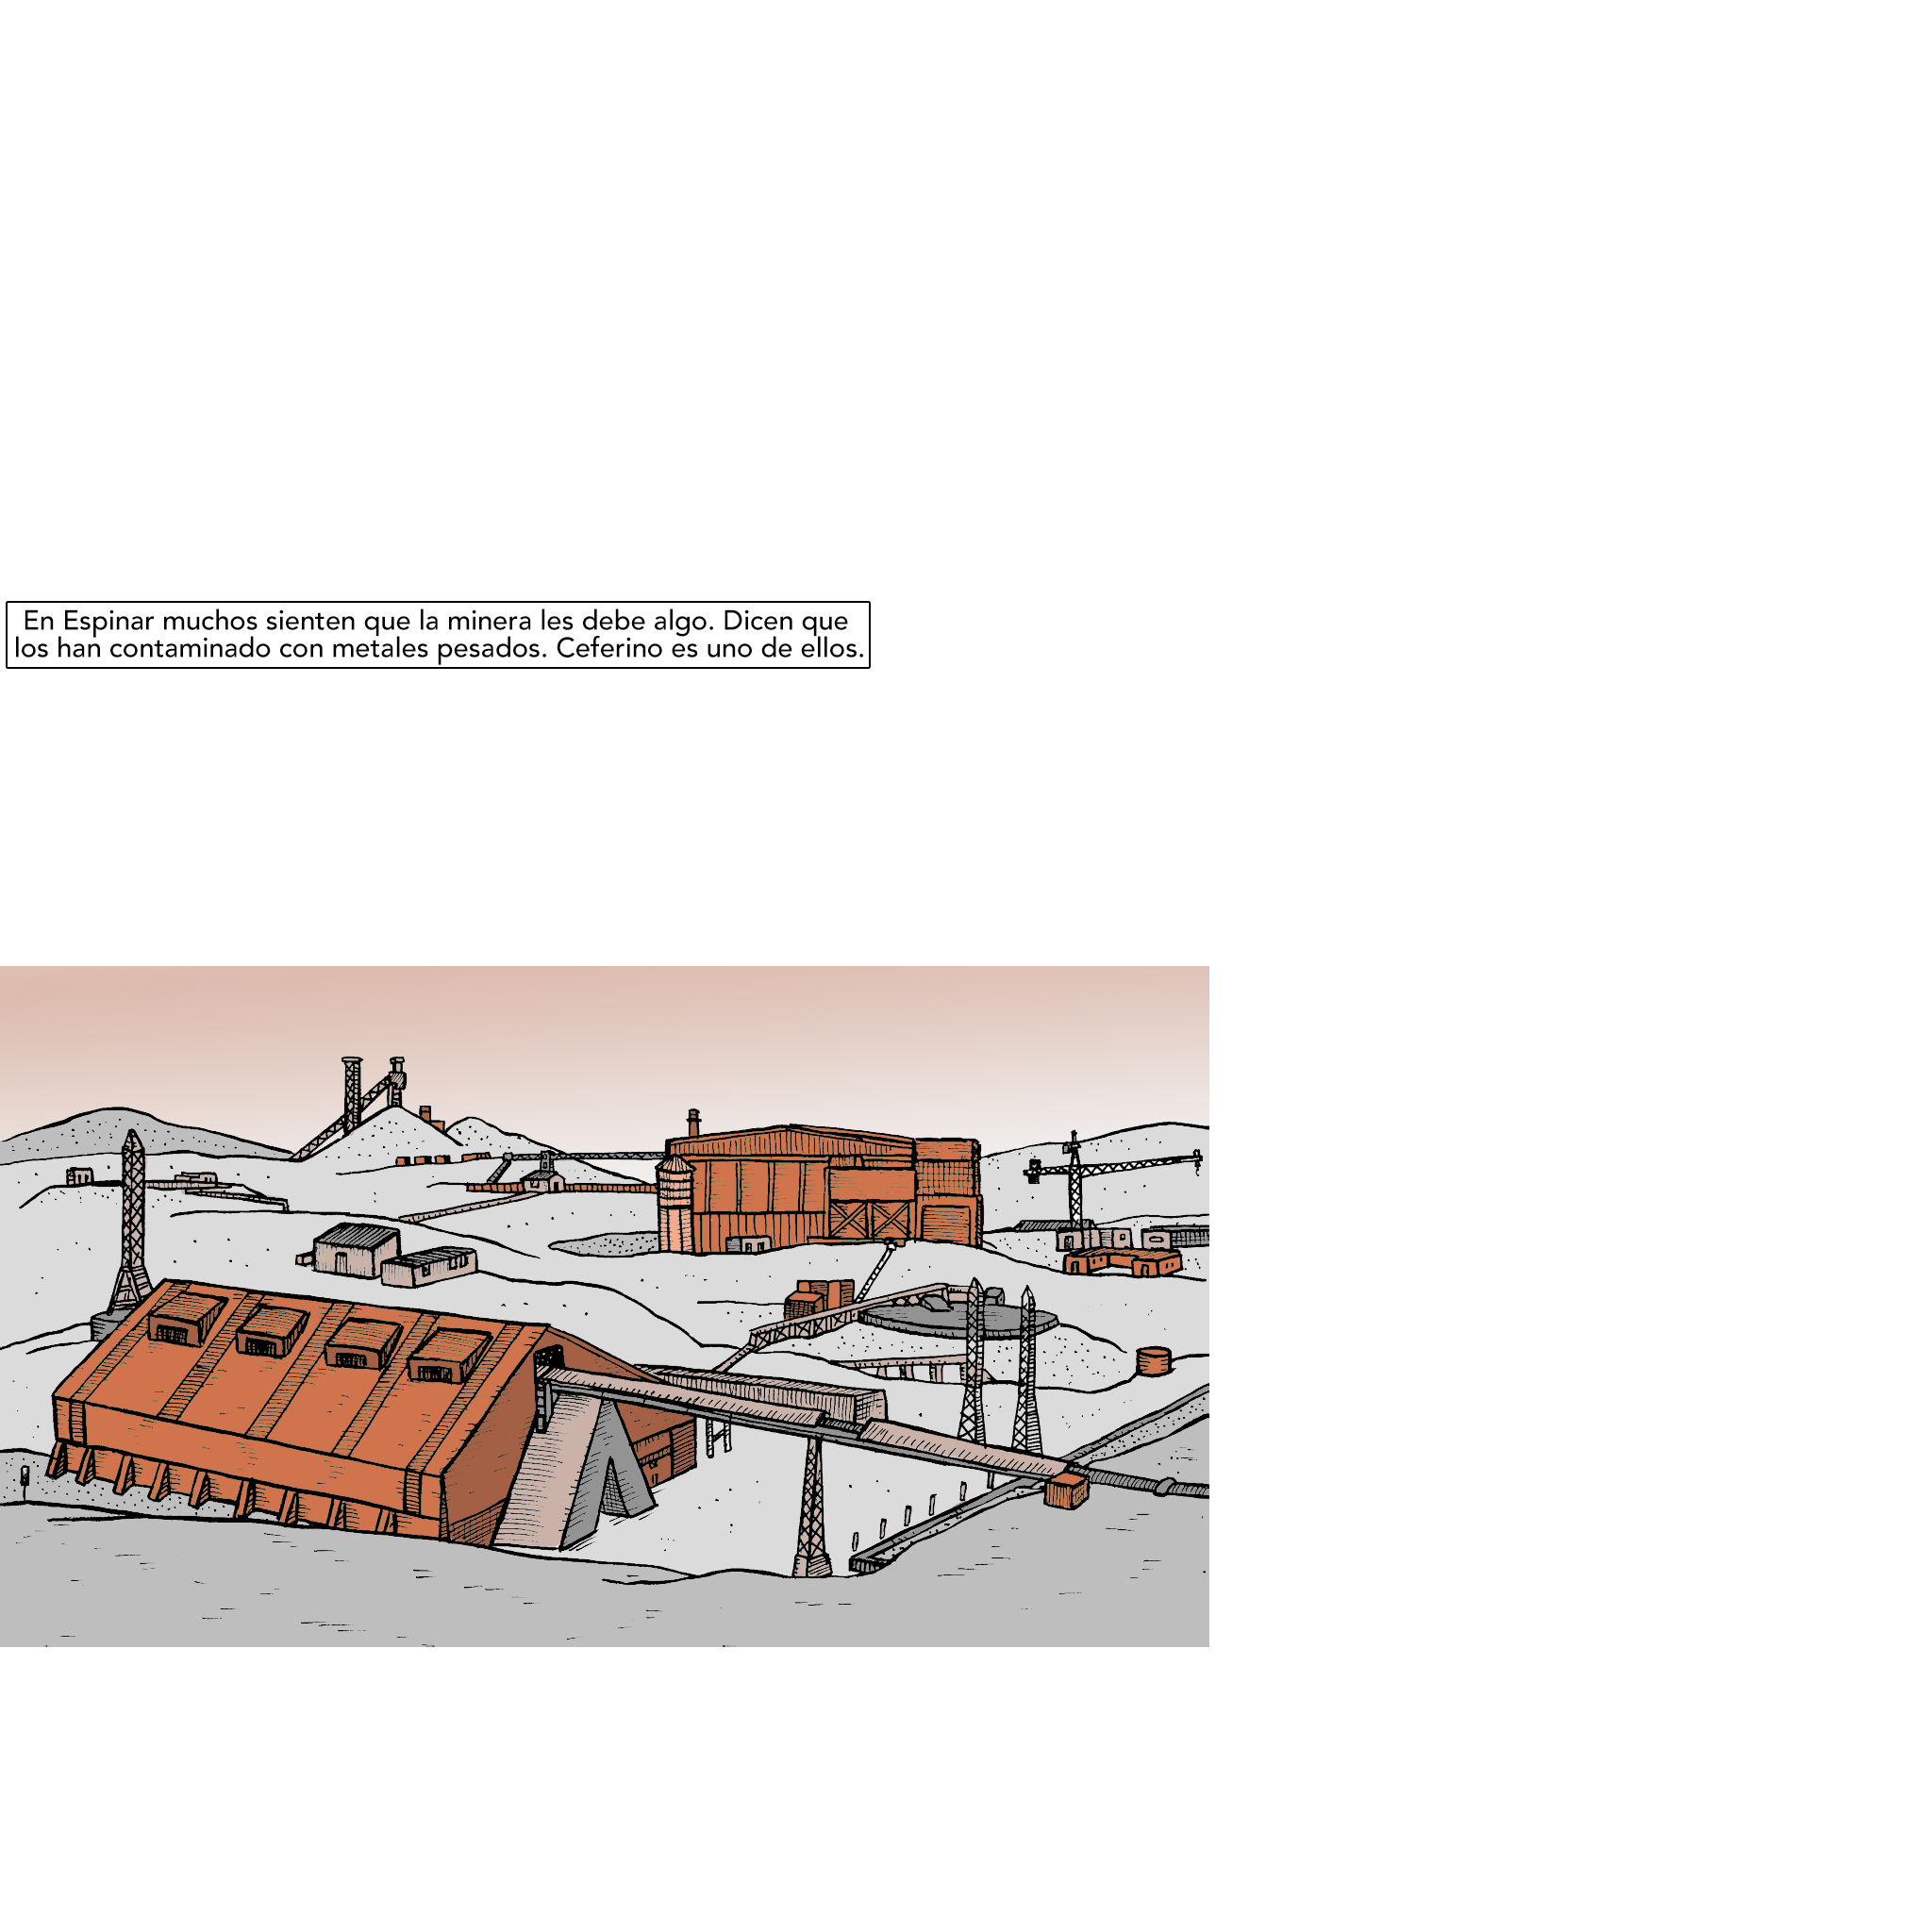 En Espinar muchos sienten que la minera les debe algo. Dicen que
los han contaminado con metales pesados. Ceferino es uno de ellos.